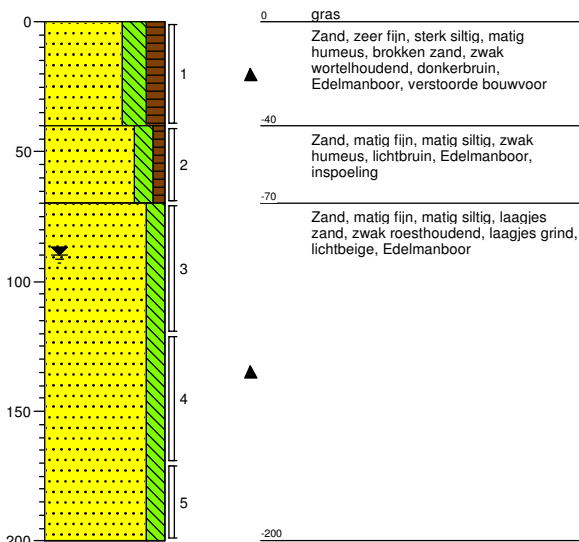 0
50
100
150
200
1
2
3
4
5
0
gras
Zand, zeer fijn, sterk siltig, matig
humeus, brokken zand, zwak
wortelhoudend, donkerbruin,
Edelmanboor, verstoorde bouwvoor
-40
Zand, matig fijn, matig siltig, zwak
humeus, lichtbruin, Edelmanboor,
inspoeling
-70
Zand, matig fijn, matig siltig, laagjes
zand, zwak roesthoudend, laagjes grind,
lichtbeige, Edelmanboor
-200